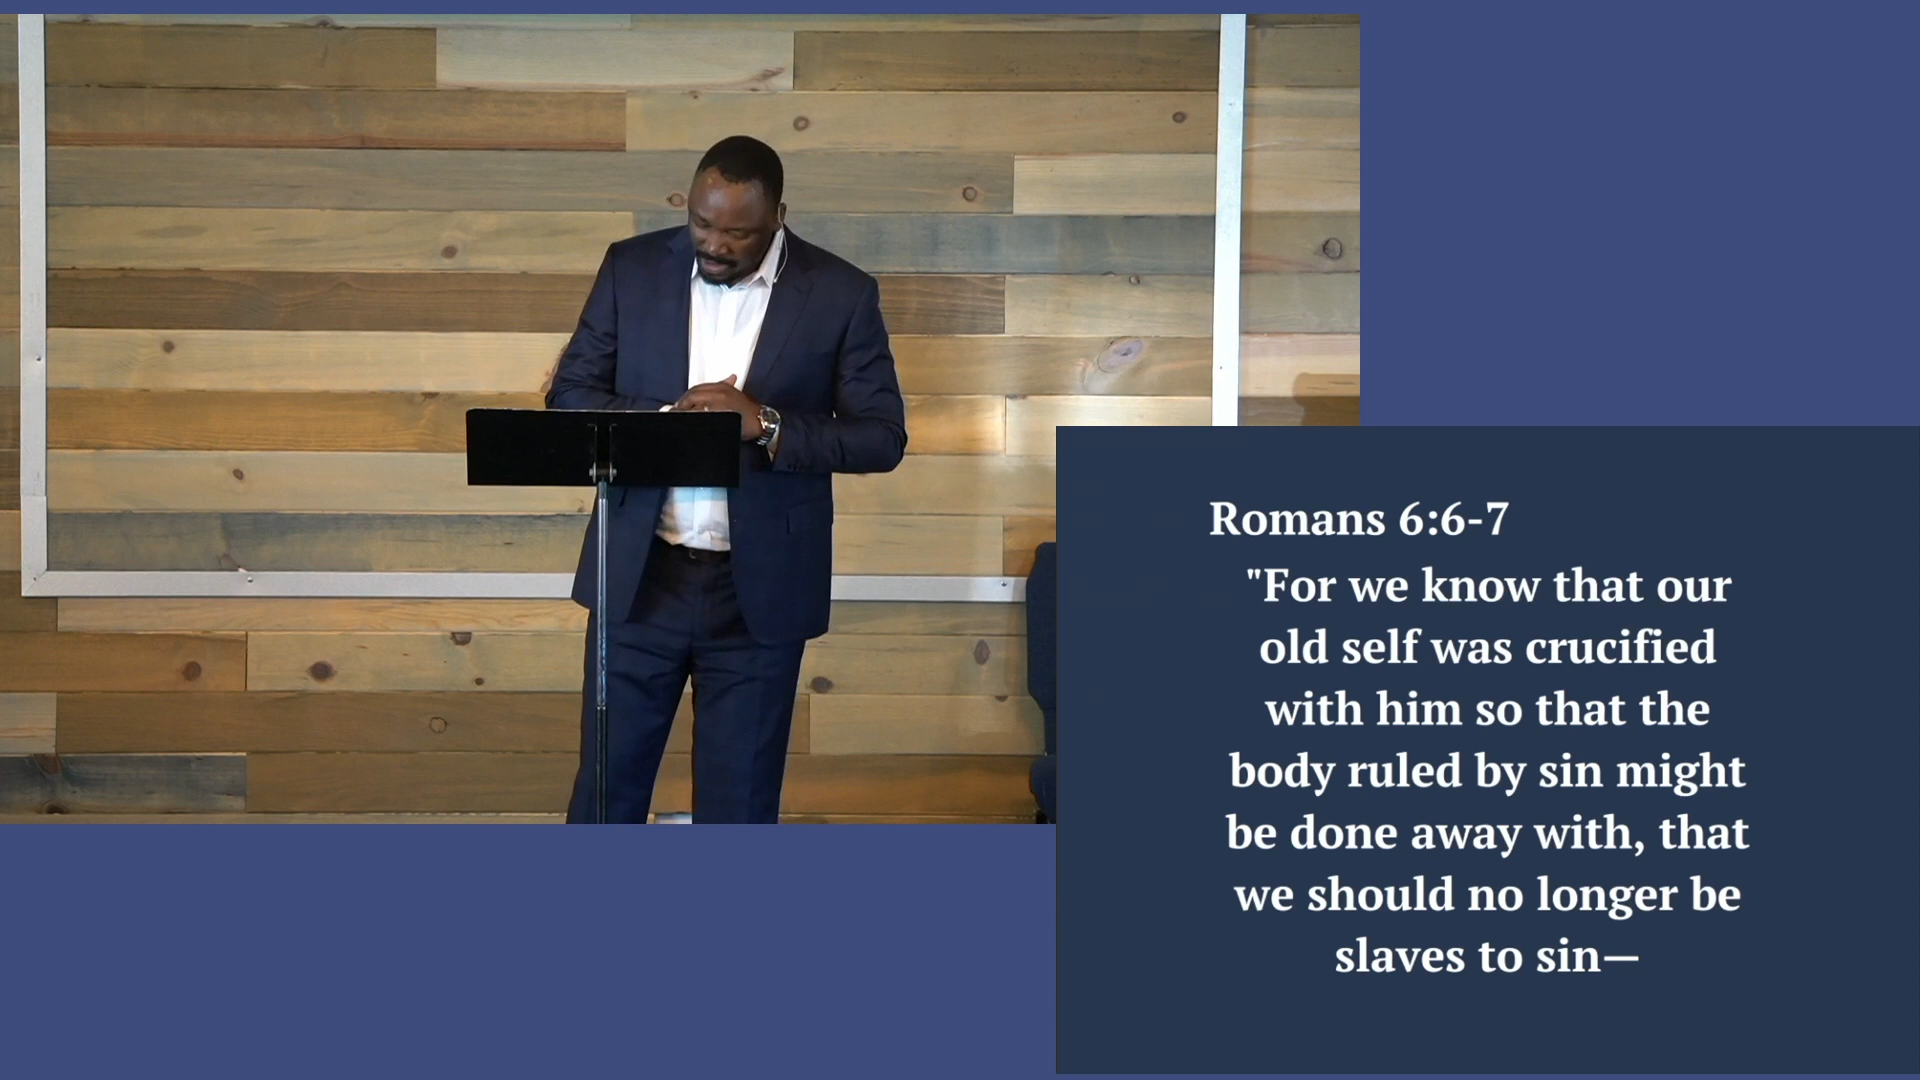 Romans 6:6-7
"For we know that our
old self was crucified
with him so that the
body ruled by sin might
be done away with, that
we should no longer be
slaves to sin—